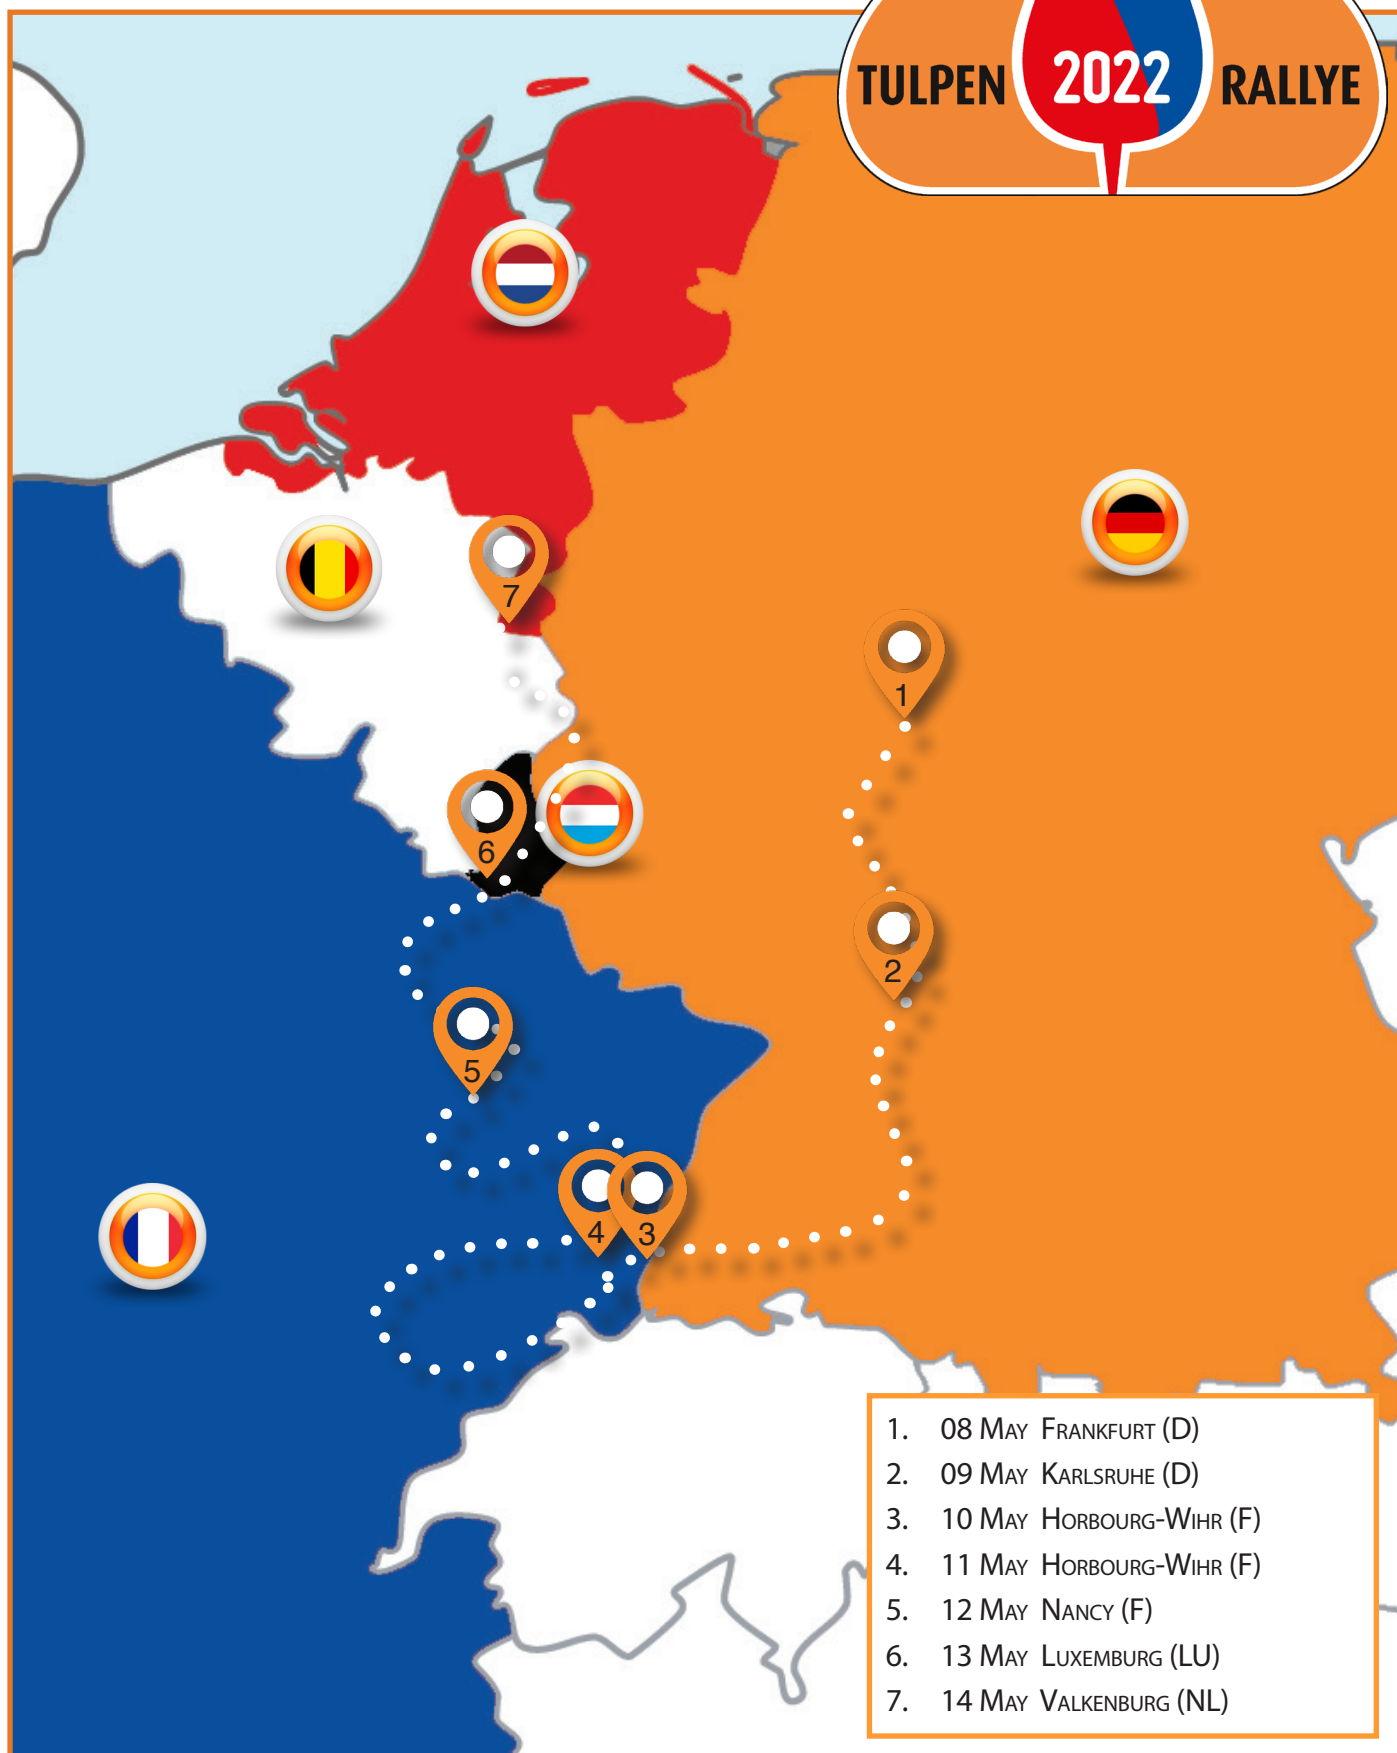 TULPEN 2022 RALLYE
7
1
6
2
5
4
3
1. 08 May Frankfurt (D)
2. 09 May Karlsruhe (D)
3. 10 May Horbourg-Wihr (F)
4. 11 May Horbourg-Wihr (F)
5. 12 May Nancy (F)
6. 13 May Luxemburg (LU)
7. 14 May Valkenburg (NL)